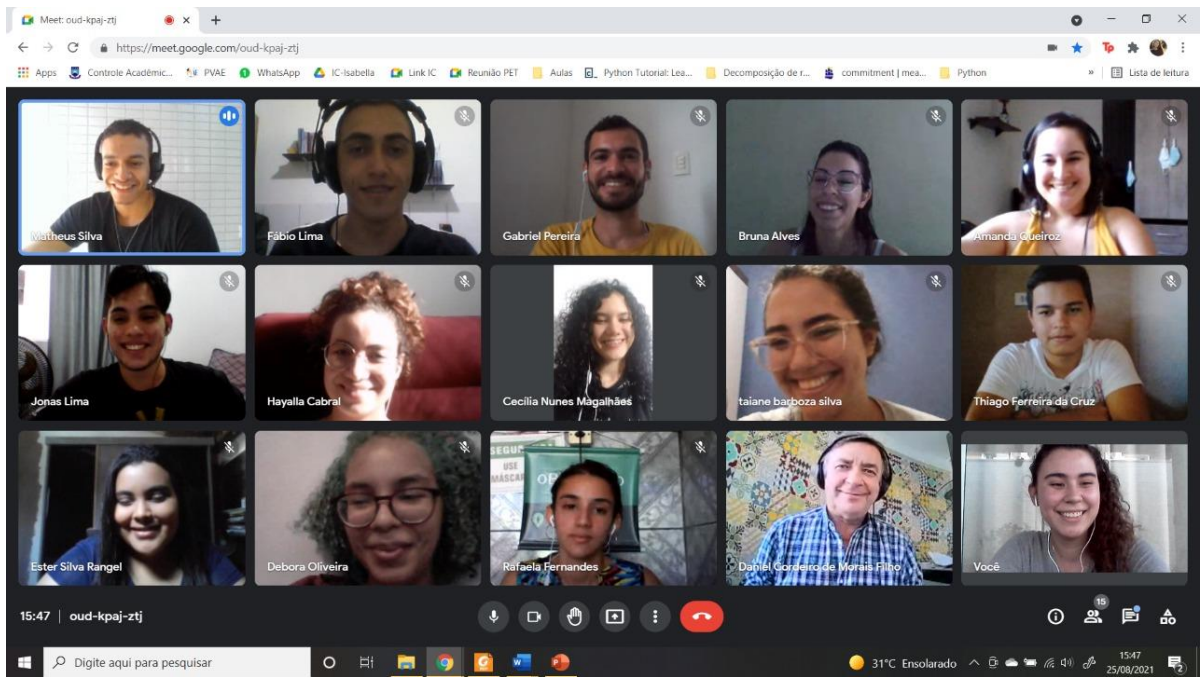 Meet: oud-kpaj-ztj
https://meet.google.com/oud-kpaj-ztj
Apps Controle Acadêmic... PVAE WhatsApp IC-Isabella Link IC Reunião PET Aulas Python Tutorial: Lea... Decomposição de r... commitment | mea... Python » Lista de leitura
Matheus Silva
Fábio Lima
Gabriel Pereira
Bruna Alves
Amanda Queiroz
Jonas Lima
Hayalla Cabral
Cecília Nunes Magalhães
taiane barboza silva
Thiago Ferreira da Cruz
USE
Ester Silva Rangel
Debora Oliveira
Rafaela Fernandes
Daniel Cordeiro de Morais Filho
Você
15:47 | oud-kpaj-ztj
15
Digite aqui para pesquisar
31°C Ensolarado
15:47
25/08/2021